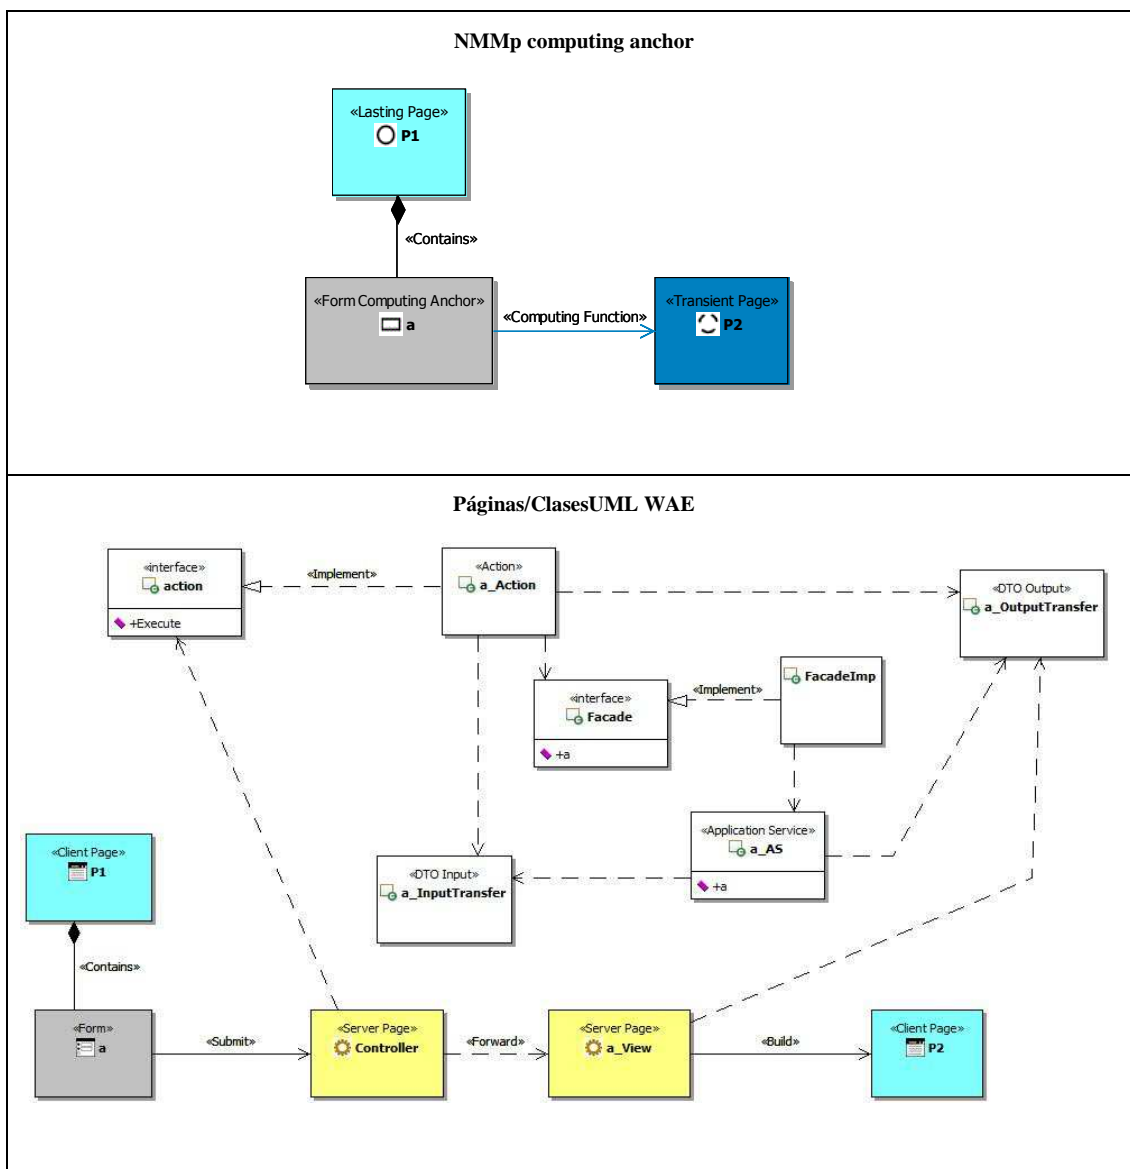 NMMp computing anchor
«Lasting Page»
P1
«Contains»
«Form Computing Anchor»
a
«Computing Function»
«Transient Page»
P2
Páginas/ClasesUML WAE
«interface»
action
+Execute
«Implement»
«Action»
a_Action
«DTO Output»
a_OutputTransfer
«interface»
Facade
+a
«Implement»
FacadeImp
«Application Service»
a_AS
+a
«DTO Input»
a_InputTransfer
«Client Page»
P1
«Contains»
«Form»
a
«Submit»
«Server Page»
Controller
«Forward»
«Server Page»
a_View
«Build»
«Client Page»
P2